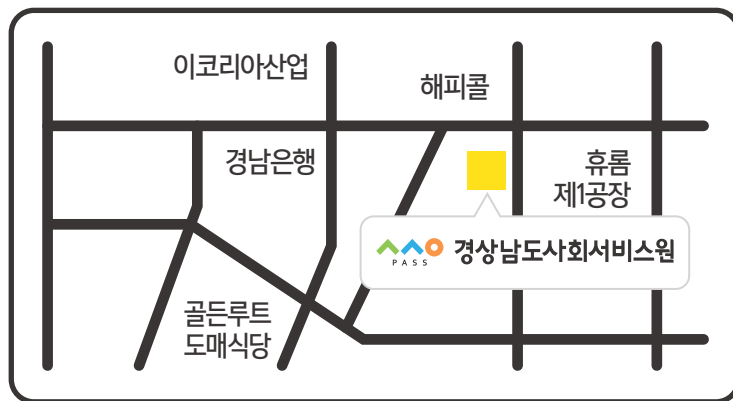 이코리아산업
해피콜
경남은행
휴롬
제1공장
PASS 경상남도사회서비스원
골든루트
도매식당